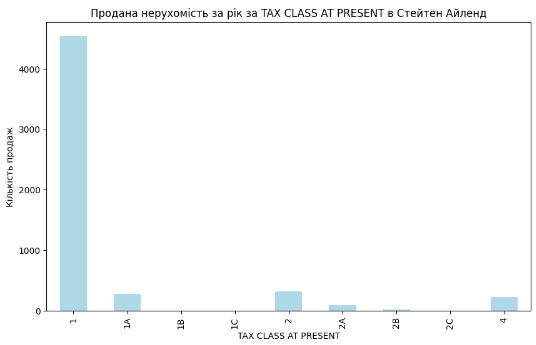 Продана нерухомість за рік за TAX CLASS AT PRESENT в Стейтен Айленд
Кількість продаж
4000
3000
2000
1000
0
1
1A
1B
1C
2
2A
2B
2C
4
TAX CLASS AT PRESENT